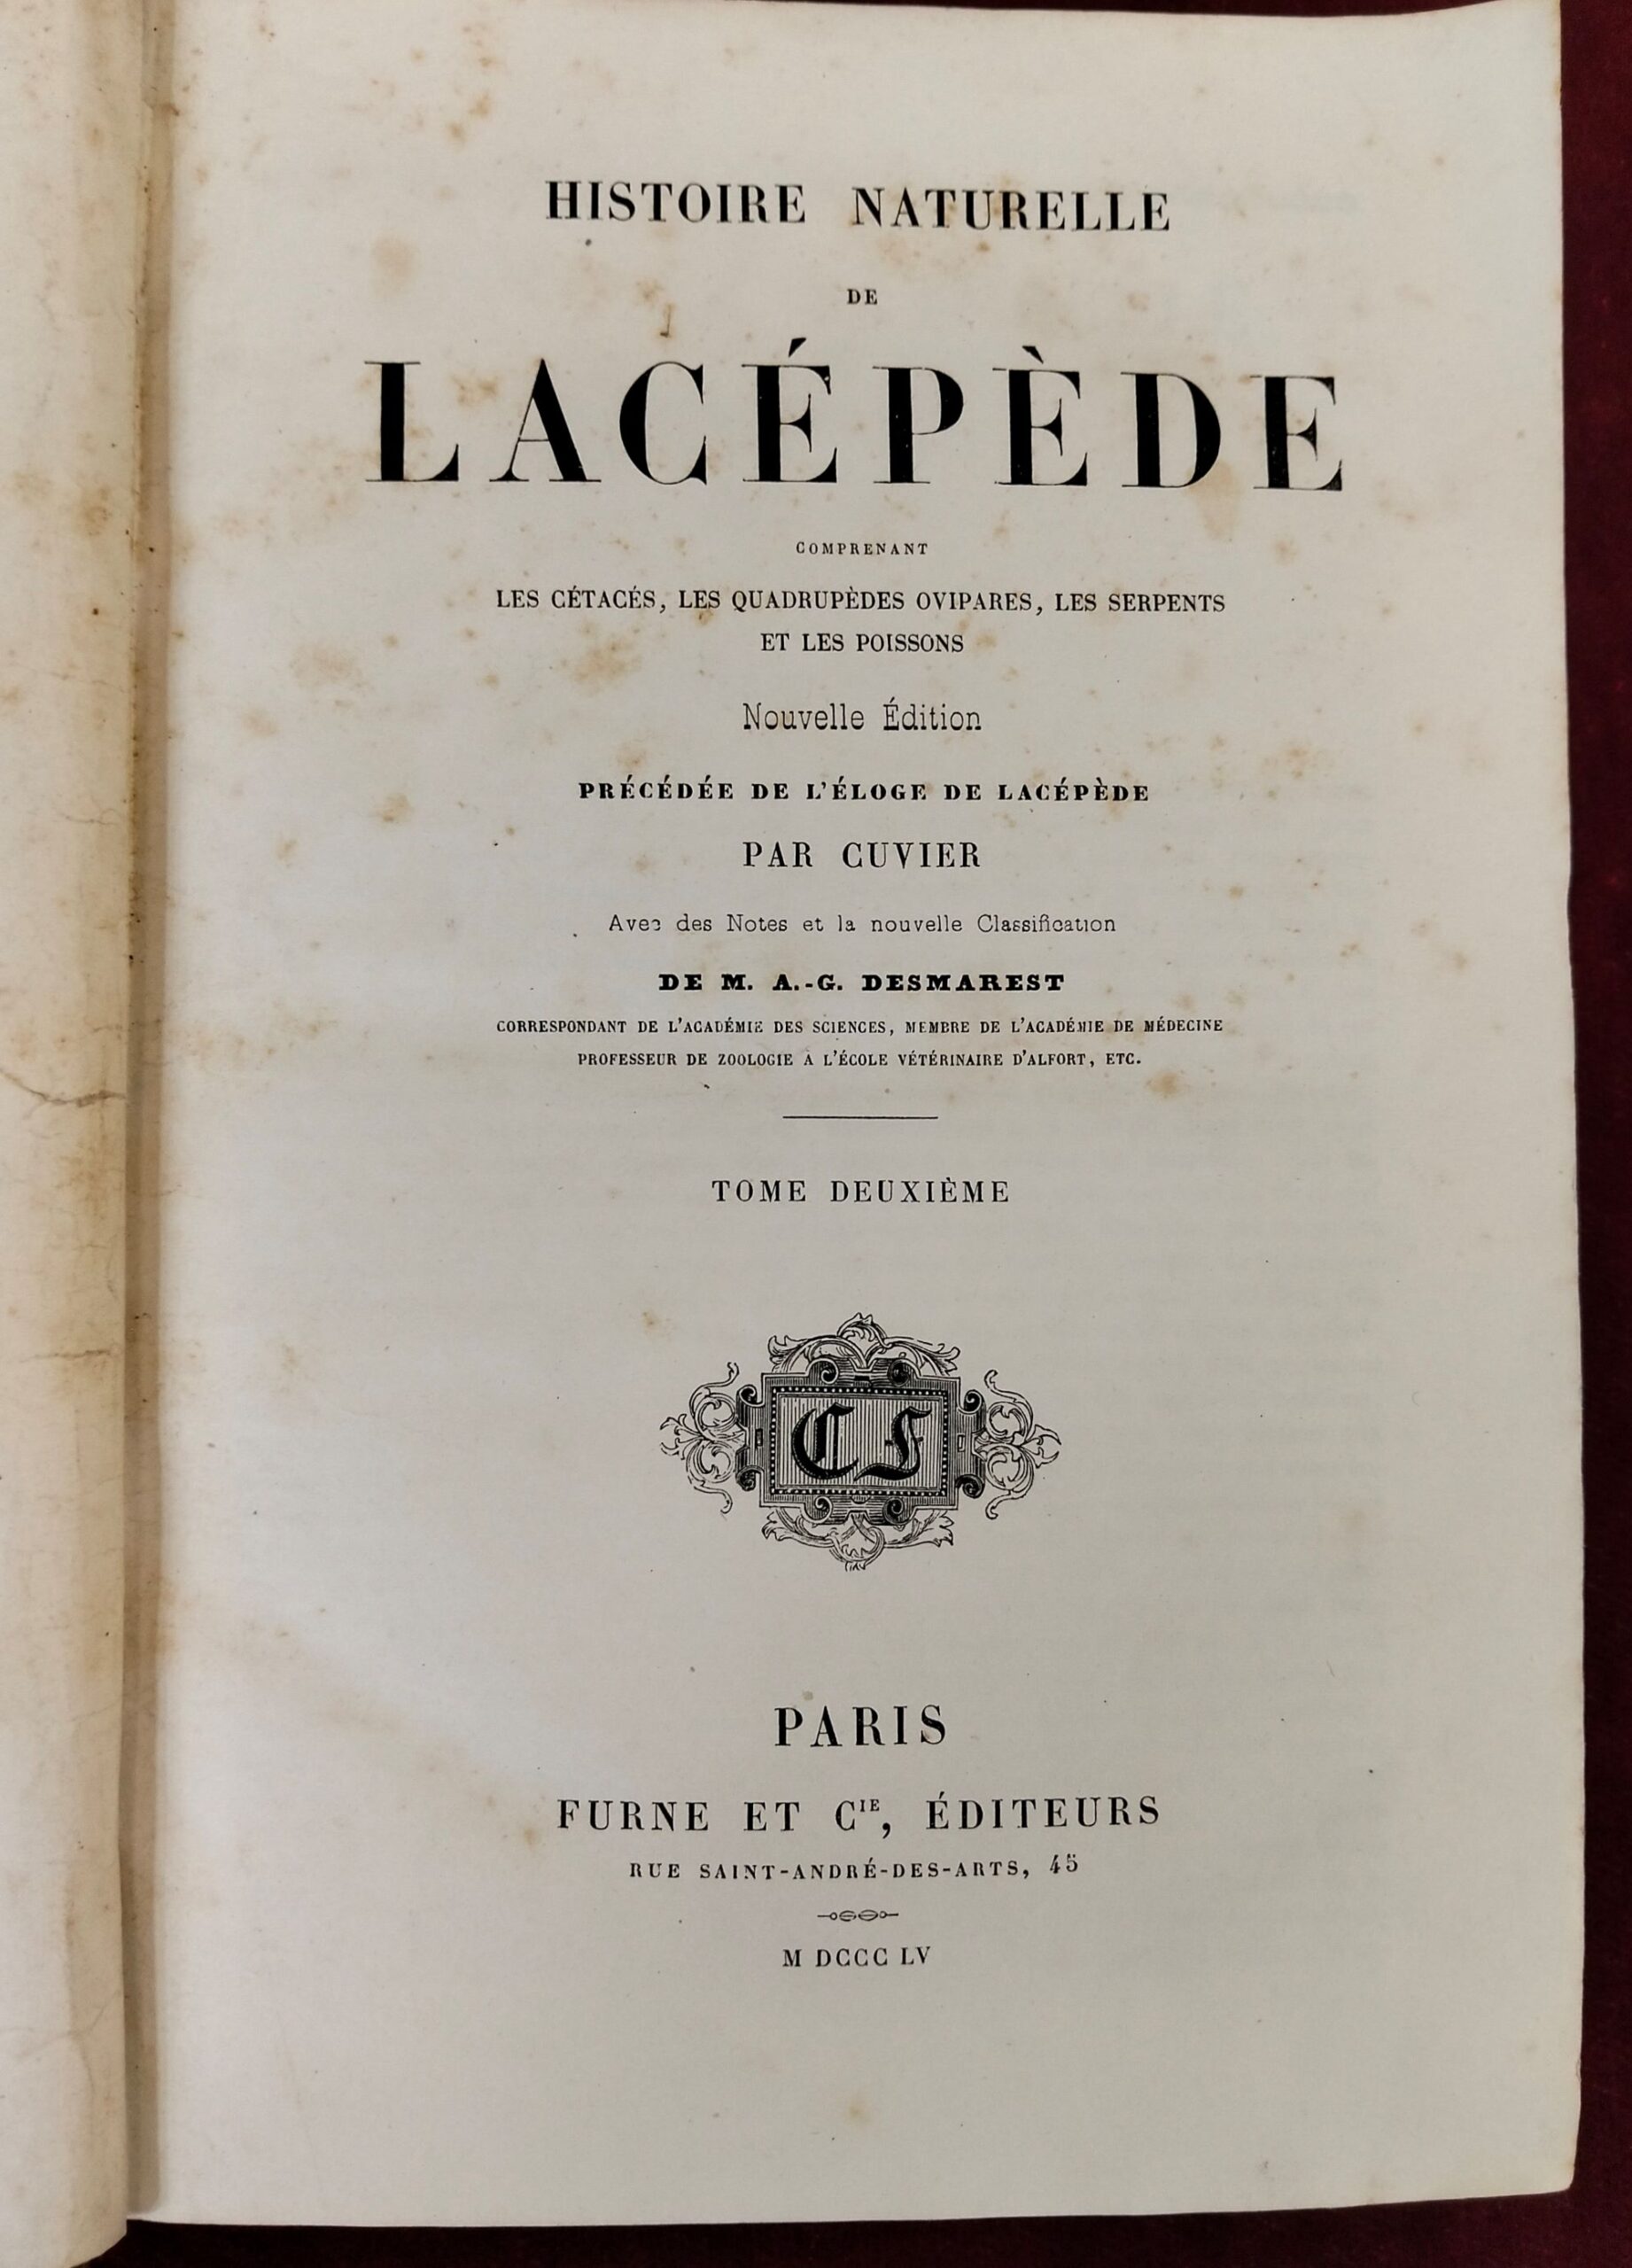 HISTOIRE NATURELLE
DE
LACÉPÈDE
COMPRENANT
LES CÉTACÉS, LES QUADRUPÈDES OVIPARES, LES SERPENTS
ET LES POISSONS
Nouvelle Édition
PRÉCÉDÉE DE L'ÉLOGE DE LACÉPÈDE
PAR CUVIER
Avec des Notes et la nouvelle Classification
DE M. A.-G. DESMAREST
CORRESPONDANT DE L'ACADÉMIE DES SCIENCES, MEMBRE DE L'ACADÉMIE DE MÉDECINE
PROFESSEUR DE ZOOLOGIE À L'ÉCOLE VÉTÉRINAIRE D'ALFORT, ETC.
TOME DEUXIÈME
CF
PARIS
FURNE ET CIE, ÉDITEURS
RUE SAINT-ANDRÉ-DES-ARTS, 45
M DCCC LV